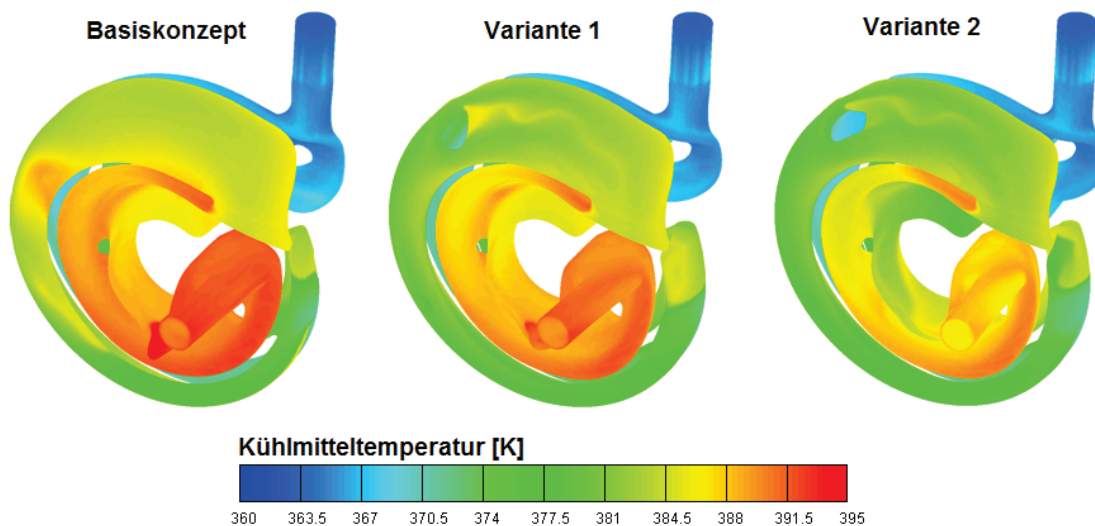 Basiskonzept Variante 1 Variante 2
Kühlmitteltemperatur [K]
360 363.5 367 370.5 374 377.5 381 384.5 388 391.5 395